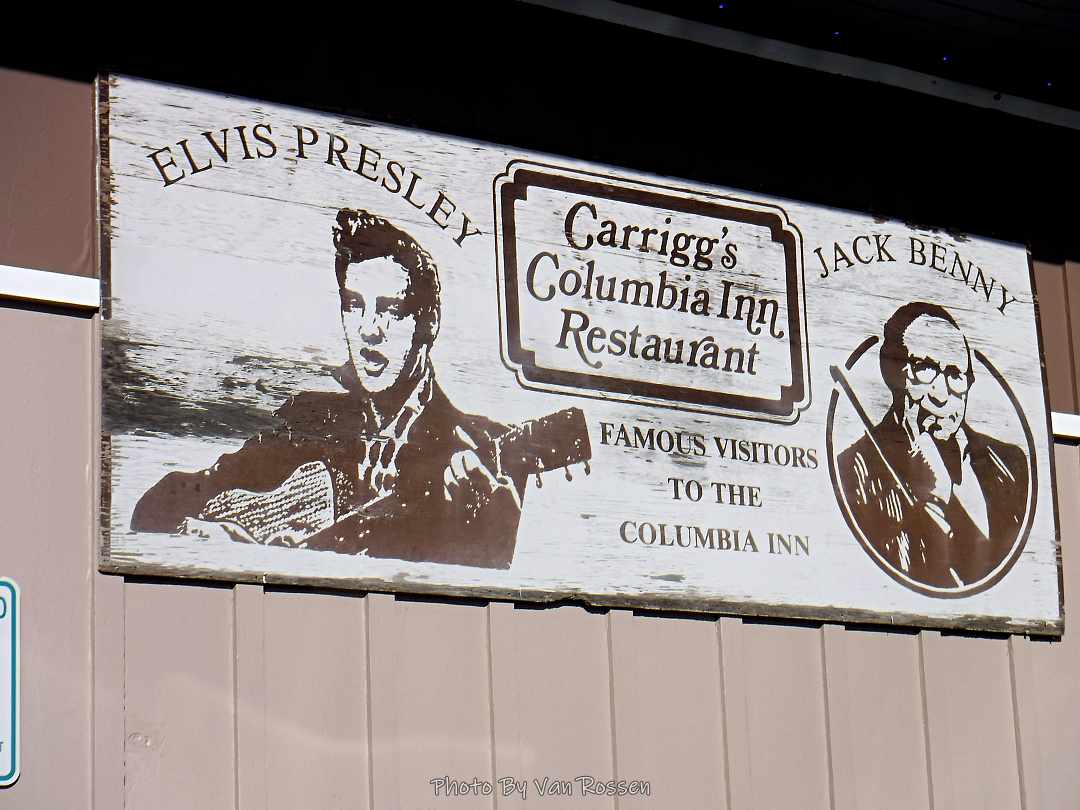 ELVIS PRESLEY
Carrigg's
Columbia Inn
Restaurant
JACK BENNY
FAMOUS VISITORS
TO THE
COLUMBIA INN
Photo By Van Rossen